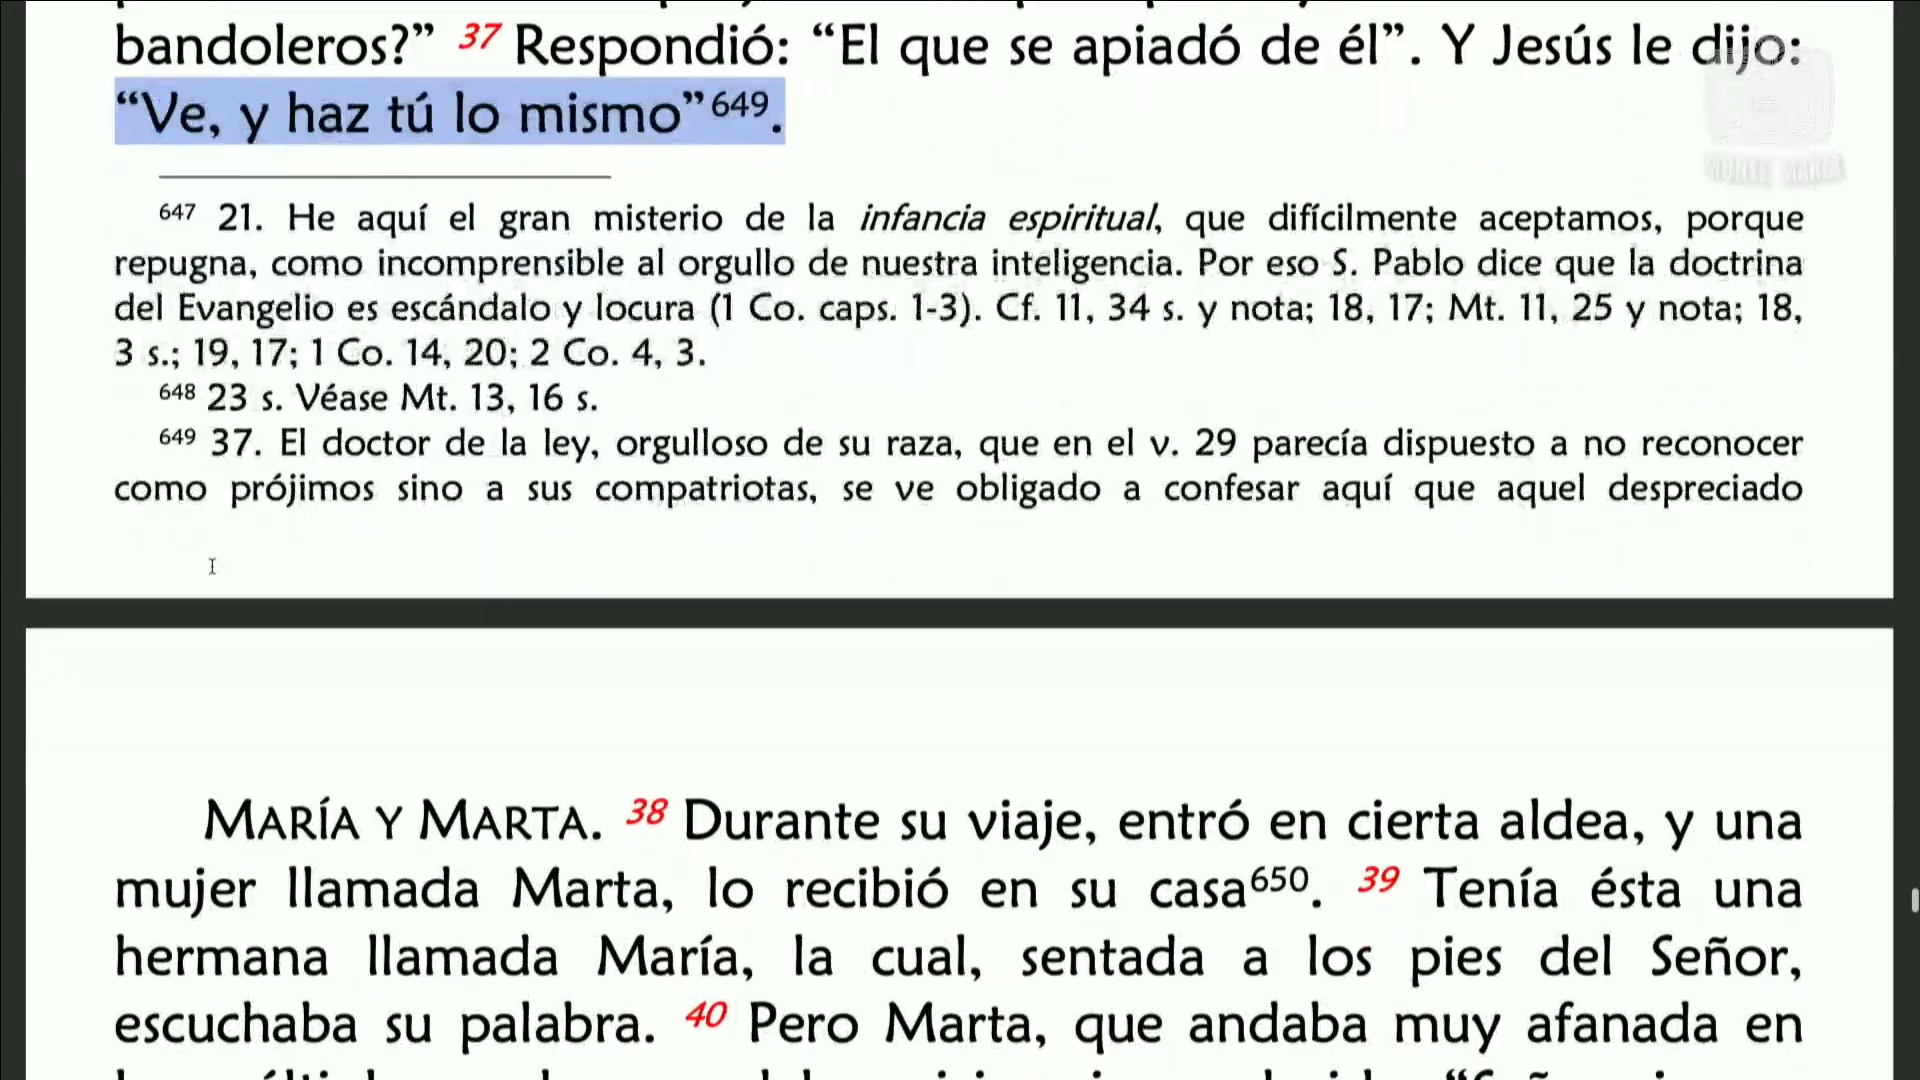 bandoleros?” 37 Respondió: “El que se apiadó de él”. Y Jesús le dijo:
“Ve, y haz tú lo mismo”649.
MONTE MARIA
647 21. He aquí el gran misterio de la infancia espiritual, que difícilmente aceptamos, porque
repugna, como incomprensible al orgullo de nuestra inteligencia. Por eso S. Pablo dice que la doctrina
del Evangelio es escándalo y locura (1 Co. caps. 1-3). Cf. 11, 34 s. y nota; 18, 17; Mt. 11, 25 y nota; 18,
3 s.; 19, 17; 1 Co. 14, 20; 2 Co. 4, 3.
648 23 s. Véase Mt. 13, 16 s.
649 37. El doctor de la ley, orgulloso de su raza, que en el v. 29 parecía dispuesto a no reconocer
como prójimos sino a sus compatriotas, se ve obligado a confesar aquí que aquel despreciado
MARÍA Y MARTA. 38 Durante su viaje, entró en cierta aldea, y una
mujer llamada Marta, lo recibió en su casa650. 39 Tenía ésta una
hermana llamada María, la cual, sentada a los pies del Señor,
escuchaba su palabra. 40 Pero Marta, que andaba muy afanada en